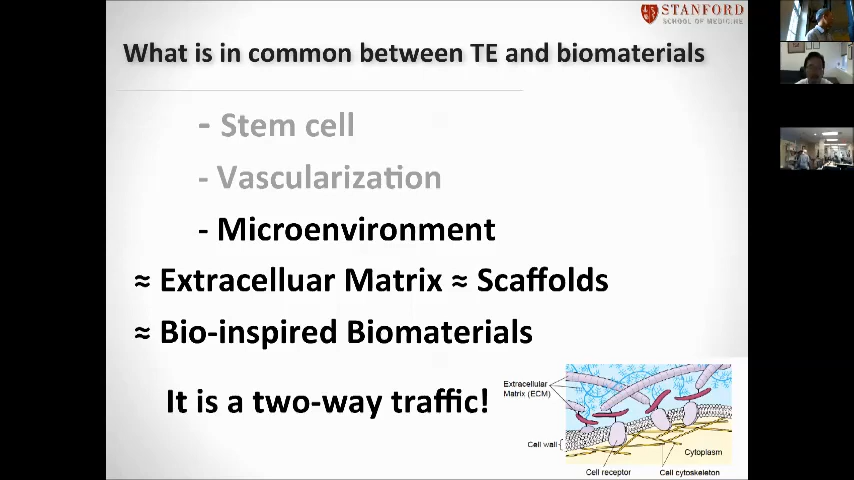 STANFORD
SCHOOL OF MEDICINE
What is in common between TE and biomaterials
- Stem cell
- Vascularization
- Microenvironment
≈ Extracelluar Matrix ≈ Scaffolds
≈ Bio-inspired Biomaterials
It is a two-way traffic!
Extracellular
Matrix (ECM)
Cell wall
Cytoplasm
Cell receptor
Cell cytoskeleton